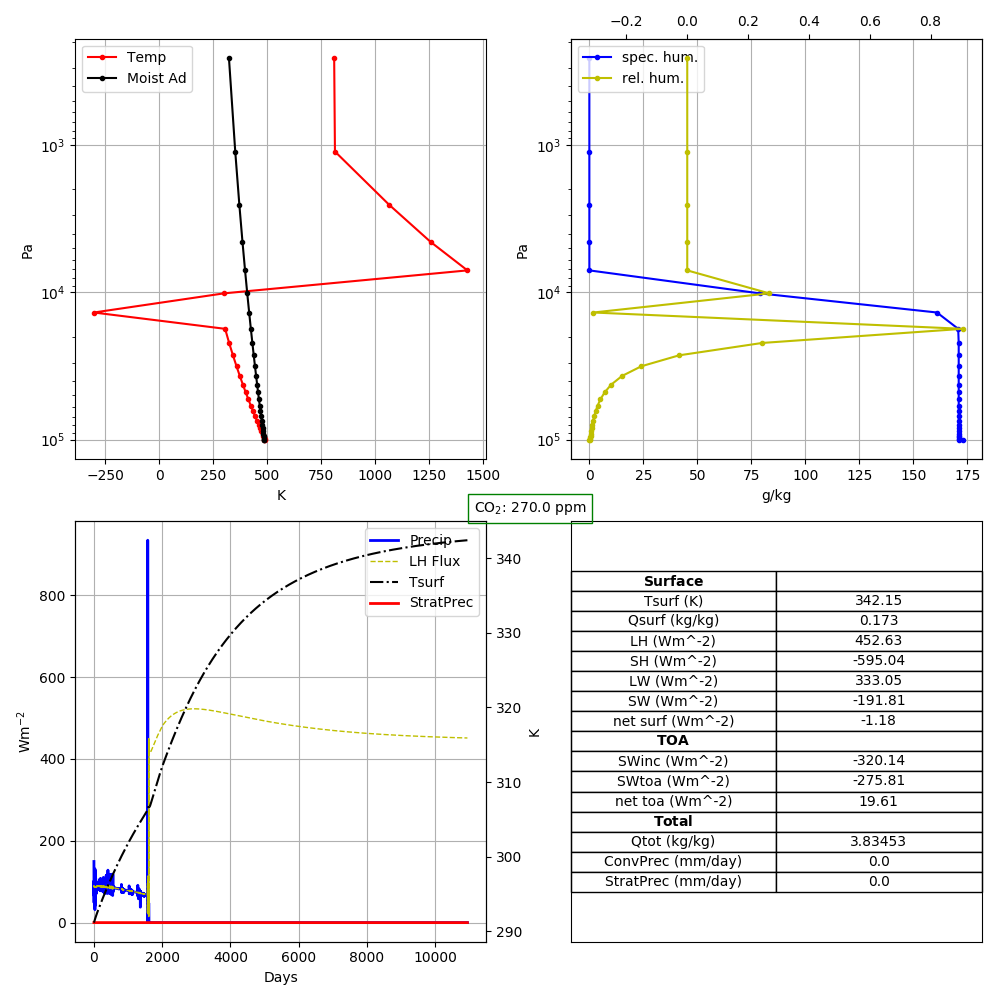 Temp
Moist Ad
Pa
10^3
10^4
10^5
−250 0 250 500 750 1000 1250 1500
K
−0.2 0.0 0.2 0.4 0.6 0.8
spec. hum.
rel. hum.
Pa
10^3
10^4
10^5
0 25 50 75 100 125 150 175
g/kg
CO₂: 270.0 ppm
Precip
LH Flux
Tsurf
StratPrec
Wm⁻²
800
600
400
200
0
0 2000 4000 6000 8000 10000
Days
340
330
320
310
300
290
K
Surface
Tsurf (K) 342.15
Qsurf (kg/kg) 0.173
LH (Wm^-2) 452.63
SH (Wm^-2) -595.04
LW (Wm^-2) 333.05
SW (Wm^-2) -191.81
net surf (Wm^-2) -1.18
TOA
SWinc (Wm^-2) -320.14
SWtoa (Wm^-2) -275.81
net toa (Wm^-2) 19.61
Total
Qtot (kg/kg) 3.83453
ConvPrec (mm/day) 0.0
StratPrec (mm/day) 0.0